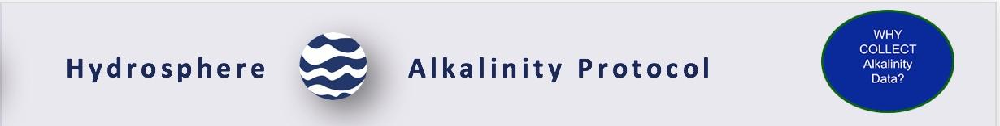 Hydrosphere Alkalinity Protocol
WHY
COLLECT
Alkalinity
Data?